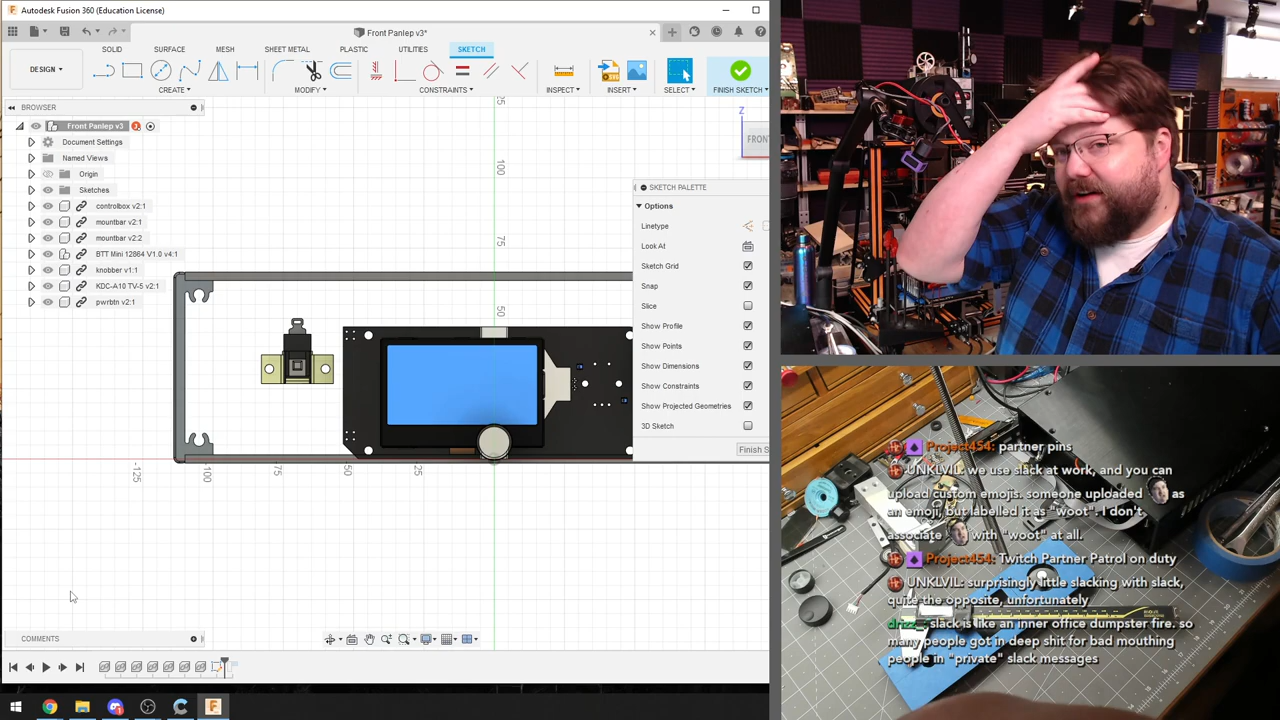 Autodesk Fusion 360 (Education License)
Front Panlep v3*
DESIGN
SOLID
SURFACE
MESH
SHEET METAL
PLASTIC
UTILITIES
SKETCH
CREATE
MODIFY
CONSTRAINTS
INSPECT
INSERT
SELECT
FINISH SKETCH
BROWSER
Front Panlep v3
Document Settings
Named Views
Origin
Sketches
controlbox v2:1
mountbar v2:1
mountbar v2:2
BTT Mini 12864 V1.0 v4:1
knobber v1:1
KDC-A10 TV-5 v2:1
pwrbtn v2:1
Z
FRONT
25
100
75
50
-125
100
-75
-50
-25
SKETCH PALETTE
Options
Linetype
Look At
Sketch Grid
Snap
Slice
Show Profile
Show Points
Show Dimensions
Show Constraints
Show Projected Geometries
3D Sketch
Finish S
COMMENTS
Project454: partner pins
UNKLVIL: we use slack at work, and you can
upload custom emojis. someone uploaded as
an emoji, but labelled it as "woot". I don't
associate with "woot" at all.
Project454: Twitch Partner Patrol on duty
UNKLVIL: surprisingly little slacking with slack,
quite the opposite, unfortunately
slack is like an inner office dumpster fire. so
many people got in deep shit for bad mouthing
people in "private" slack messages